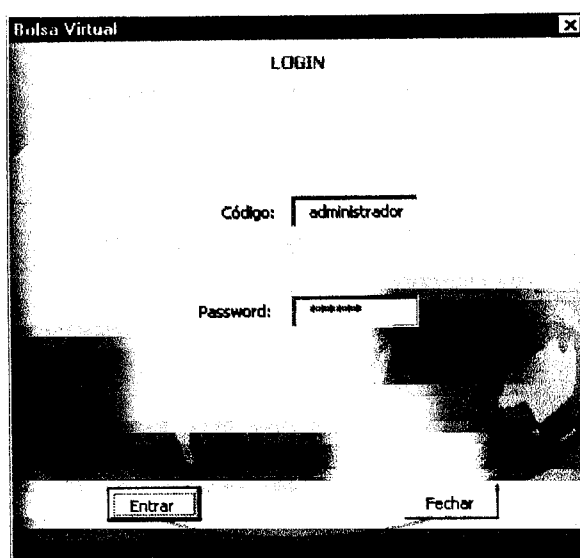 Bolsa Virtual
LOGIN
Código: administrador
Password: *******
Entrar Fechar